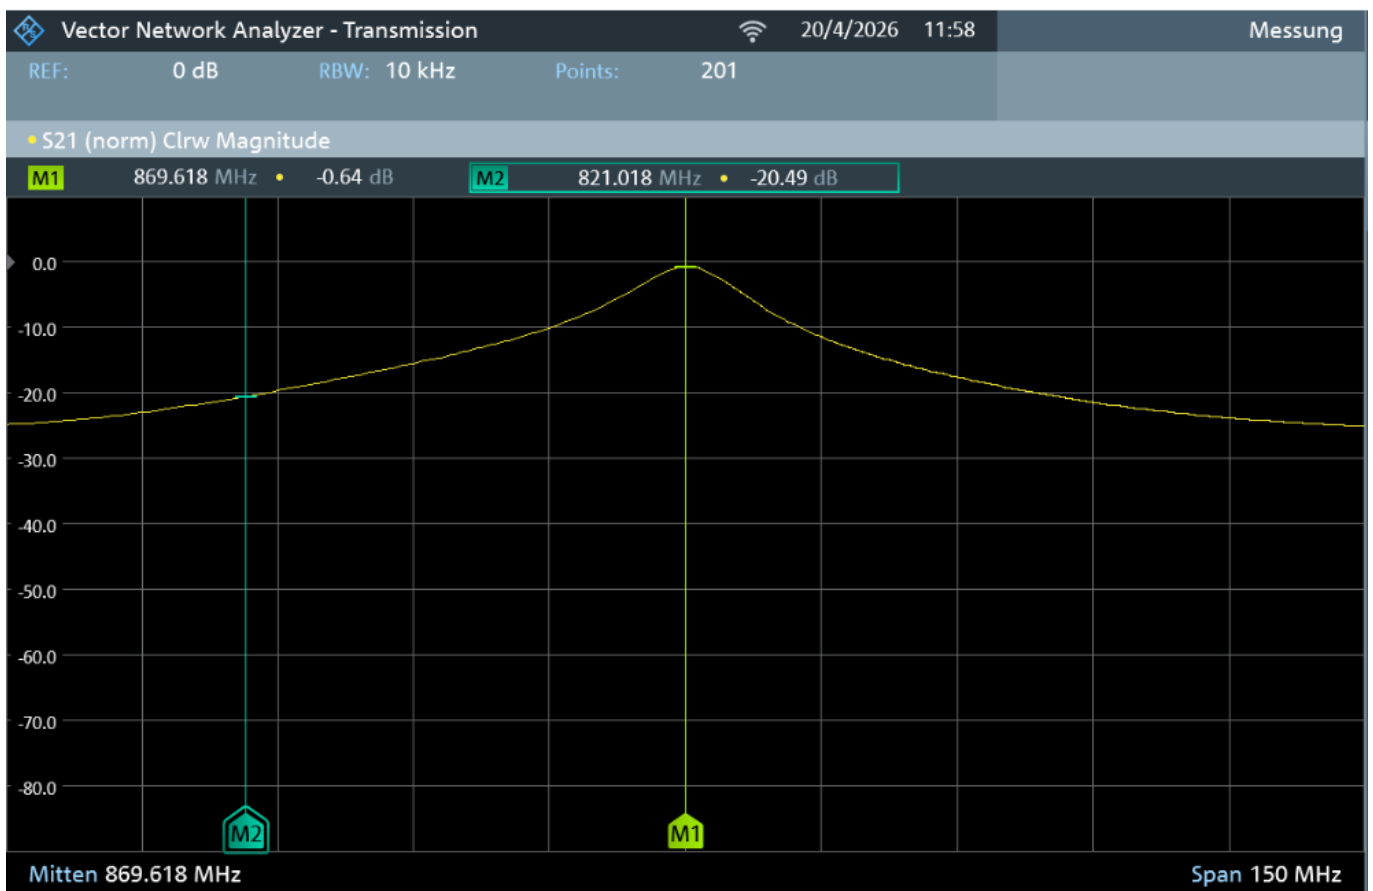 Vector Network Analyzer - Transmission 20/4/2026 11:58 Messung
REF: 0 dB RBW: 10 kHz Points: 201
S21 (norm) Clrw Magnitude
M1 869.618 MHz • -0.64 dB M2 821.018 MHz • -20.49 dB
0.0
-10.0
-20.0
-30.0
-40.0
-50.0
-60.0
-70.0
-80.0
M2 M1
Mitten 869.618 MHz Span 150 MHz